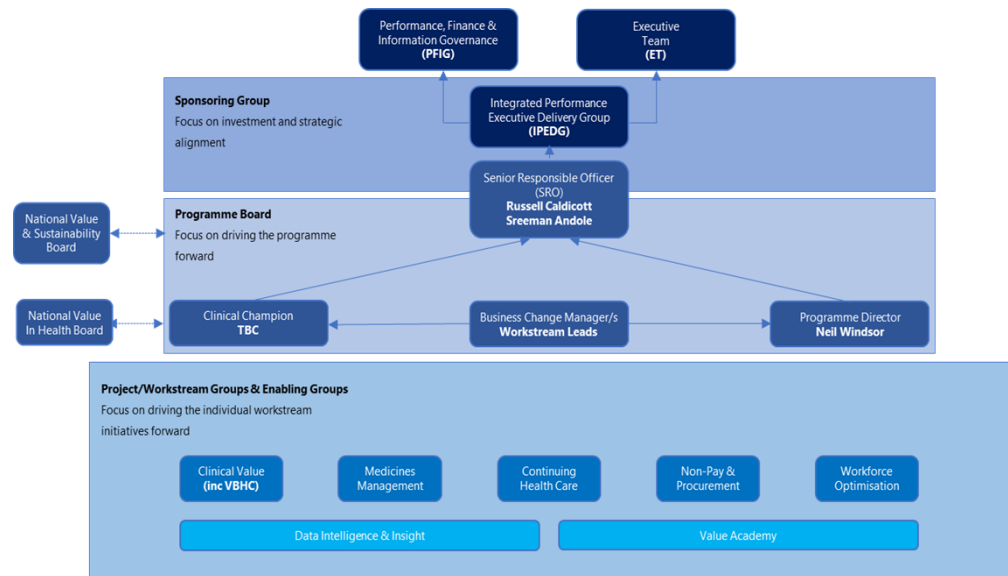 Performance, Finance &
Information Governance
(PFIG)
Executive
Team
(ET)
Sponsoring Group
Focus on investment and strategic
alignment
Integrated Performance
Executive Delivery Group
(IPEDG)
Senior Responsible Officer
(SRO)
Russell Caldicott
Sreeman Andole
National Value
& Sustainability
Board
Programme Board
Focus on driving the programme
forward
National Value
In Health Board
Clinical Champion
TBC
Business Change Manager/s
Workstream Leads
Programme Director
Neil Windsor
Project/Workstream Groups & Enabling Groups
Focus on driving the individual workstream
initiatives forward
Clinical Value
(inc VBHC)
Medicines
Management
Continuing
Health Care
Non-Pay &
Procurement
Workforce
Optimisation
Data Intelligence & Insight
Value Academy